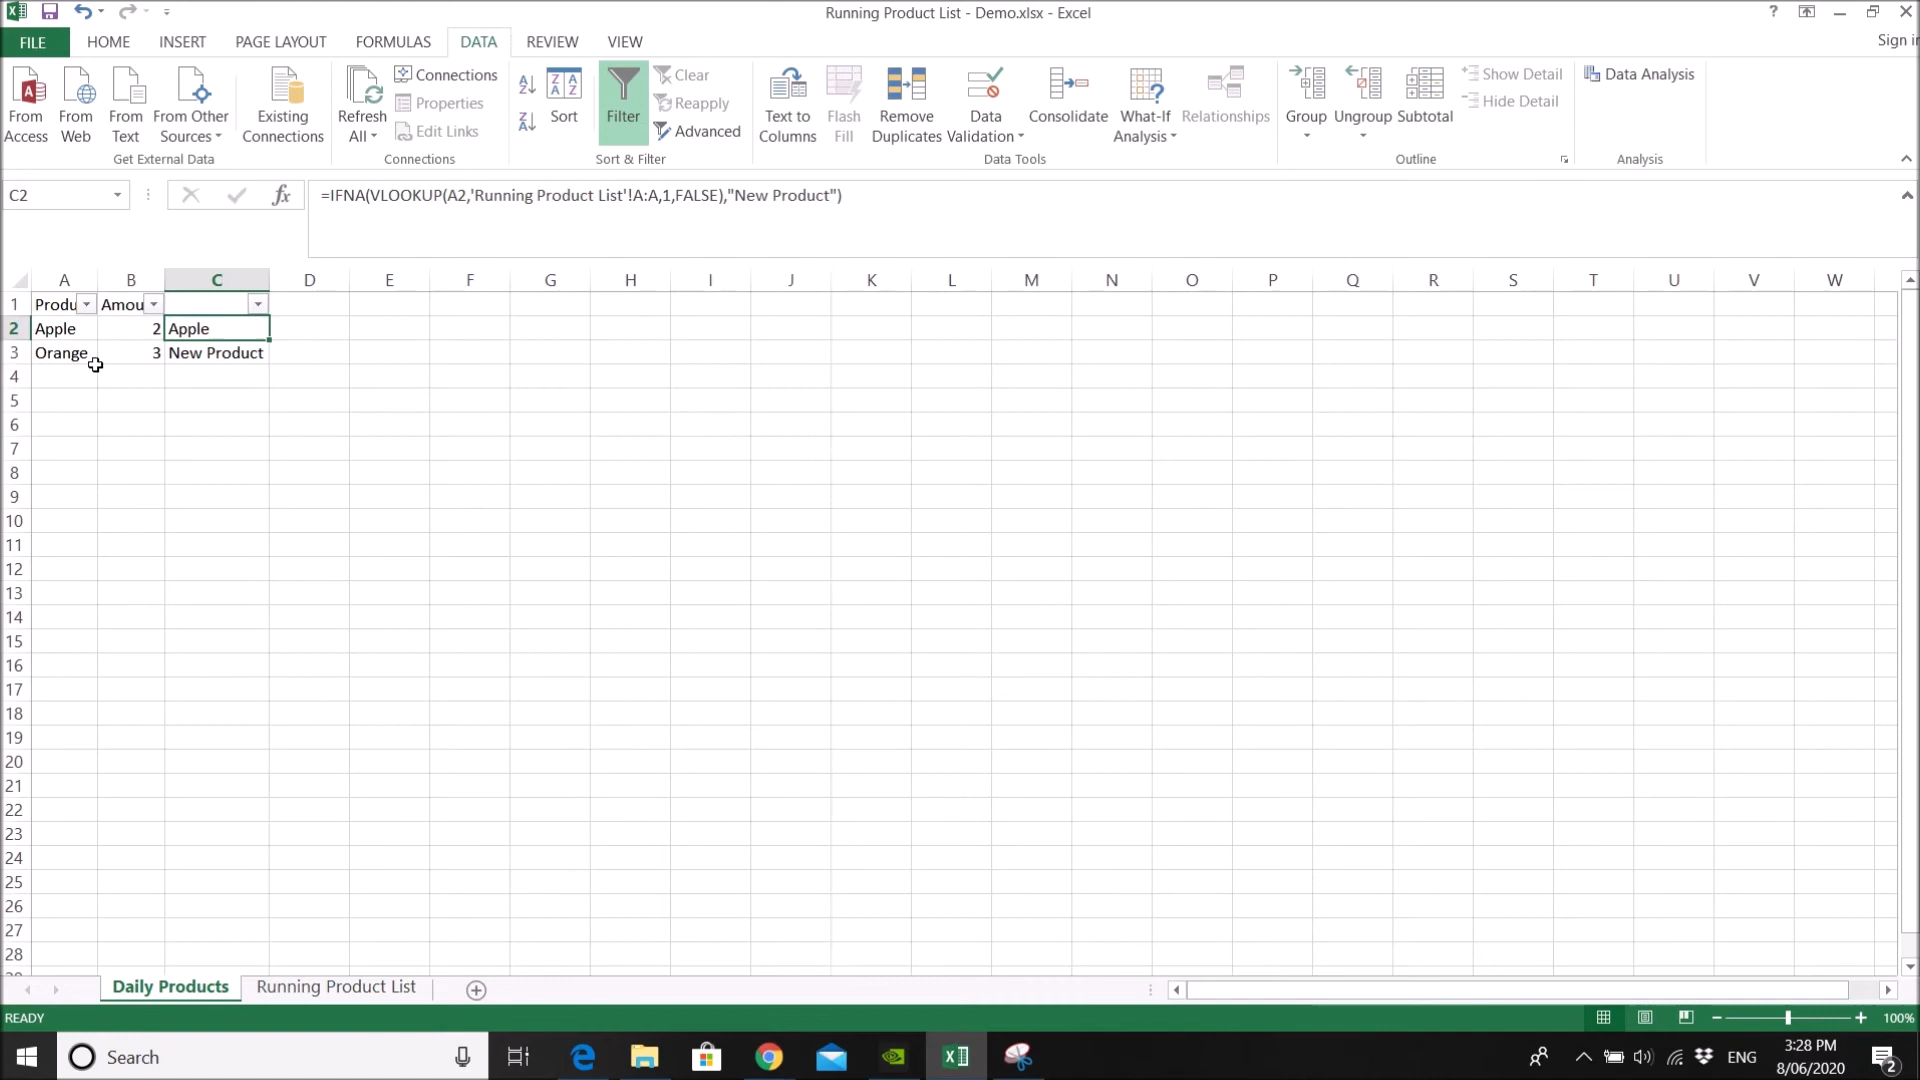 Running Product List - Demo.xlsx - Excel
?
Sign in
FILE HOME INSERT PAGE LAYOUT FORMULAS DATA REVIEW VIEW
From Access
From Web
From Text
From Other Sources
Existing Connections
Get External Data
Refresh All
Connections
Properties
Edit Links
Connections
Sort
Filter
Clear
Reapply
Advanced
Sort & Filter
Text to Columns
Flash Fill
Remove Duplicates
Data Validation
Consolidate
What-If Analysis
Relationships
Data Tools
Group
Ungroup
Subtotal
Show Detail
Hide Detail
Outline
Data Analysis
Analysis
C2 fx =IFNA(VLOOKUP(A2,'Running Product List'!A:A,1,FALSE),"New Product")
A B C D E F G H I J K L M N O P Q R S T U V W
1 Produ Amou
2 Apple 2 Apple
3 Orange 3 New Product
4
5
6
7
8
9
10
11
12
13
14
15
16
17
18
19
20
21
22
23
24
25
26
27
28
Daily Products Running Product List
READY 100%
Search ENG 3:28 PM
8/06/2020 2